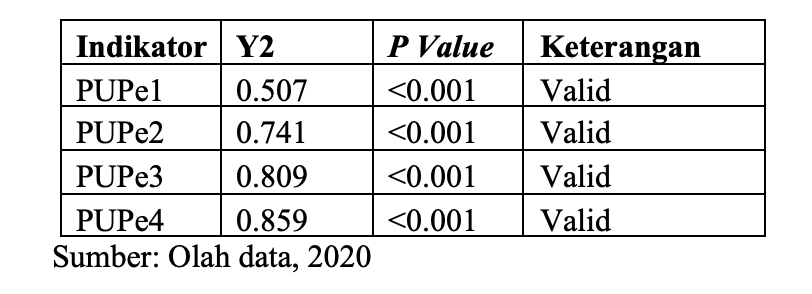 Indikator Y2 P Value Keterangan
PUPe1 0.507 <0.001 Valid
PUPe2 0.741 <0.001 Valid
PUPe3 0.809 <0.001 Valid
PUPe4 0.859 <0.001 Valid
Sumber: Olah data, 2020